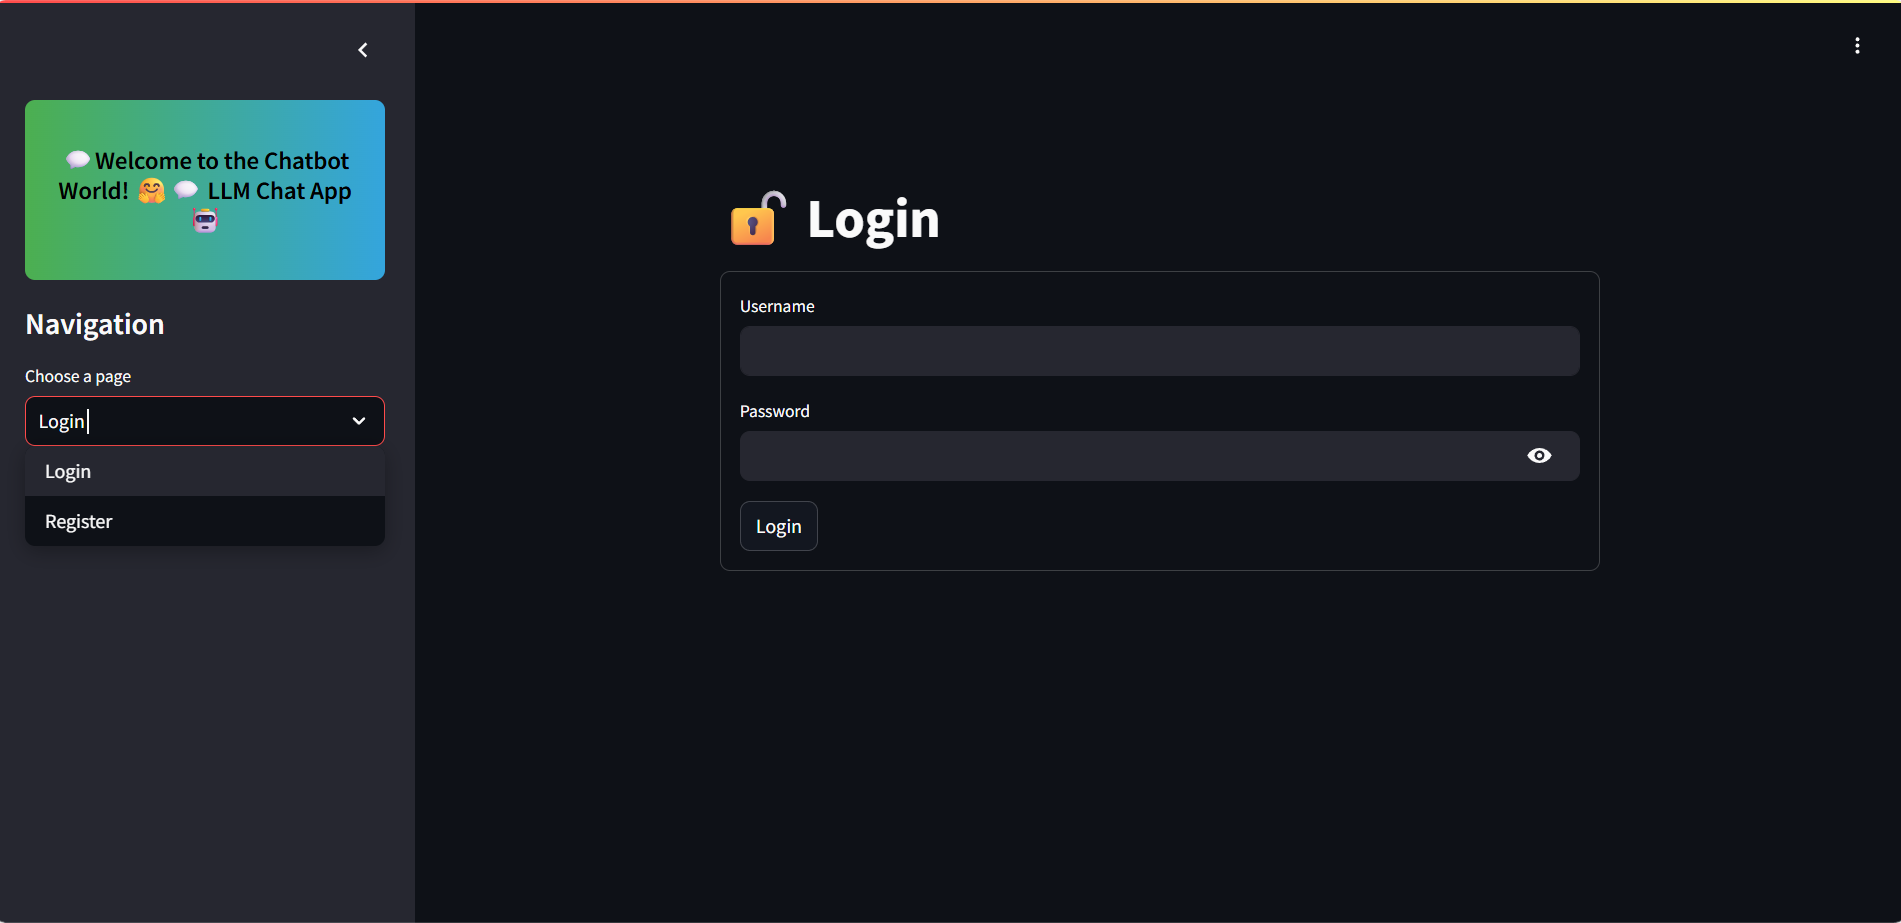 💬 Welcome to the Chatbot
World! 🤗 💬 LLM Chat App
🤖
Navigation
Choose a page
Login
Login
Register
🔓 Login
Username
Password
Login